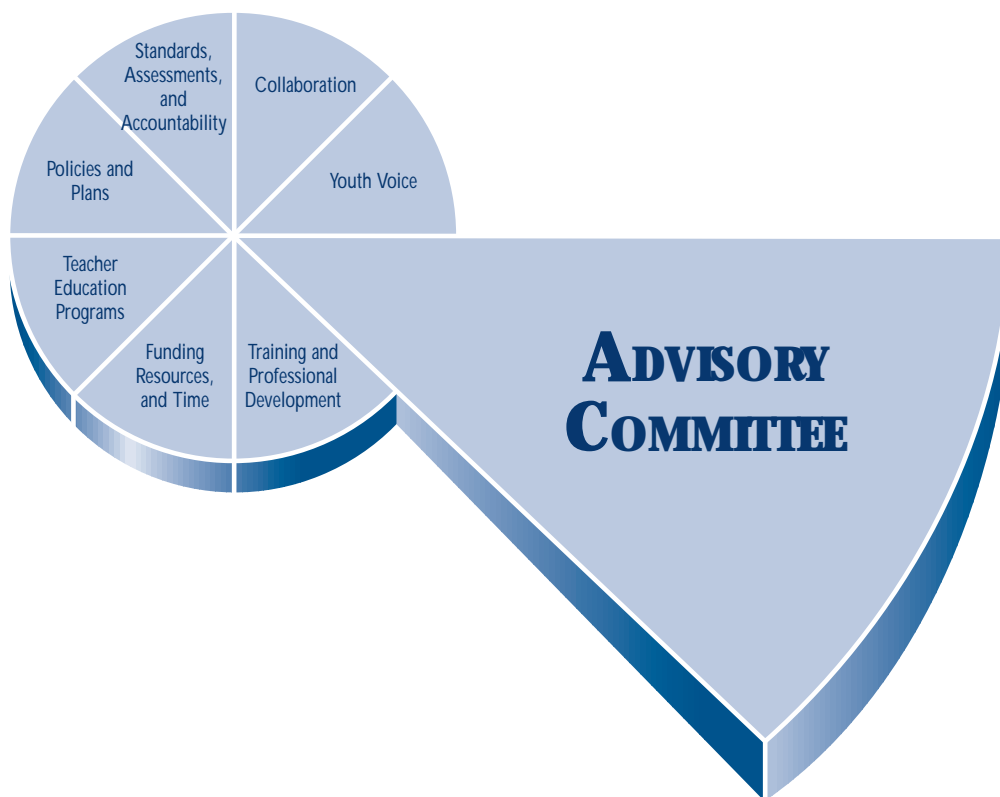 Standards,
Assessments,
and
Accountability
Collaboration
Youth Voice
Policies and
Plans
Teacher
Education
Programs
Funding
Resources,
and Time
Training and
Professional
Development
ADVISORY
COMMITTEE